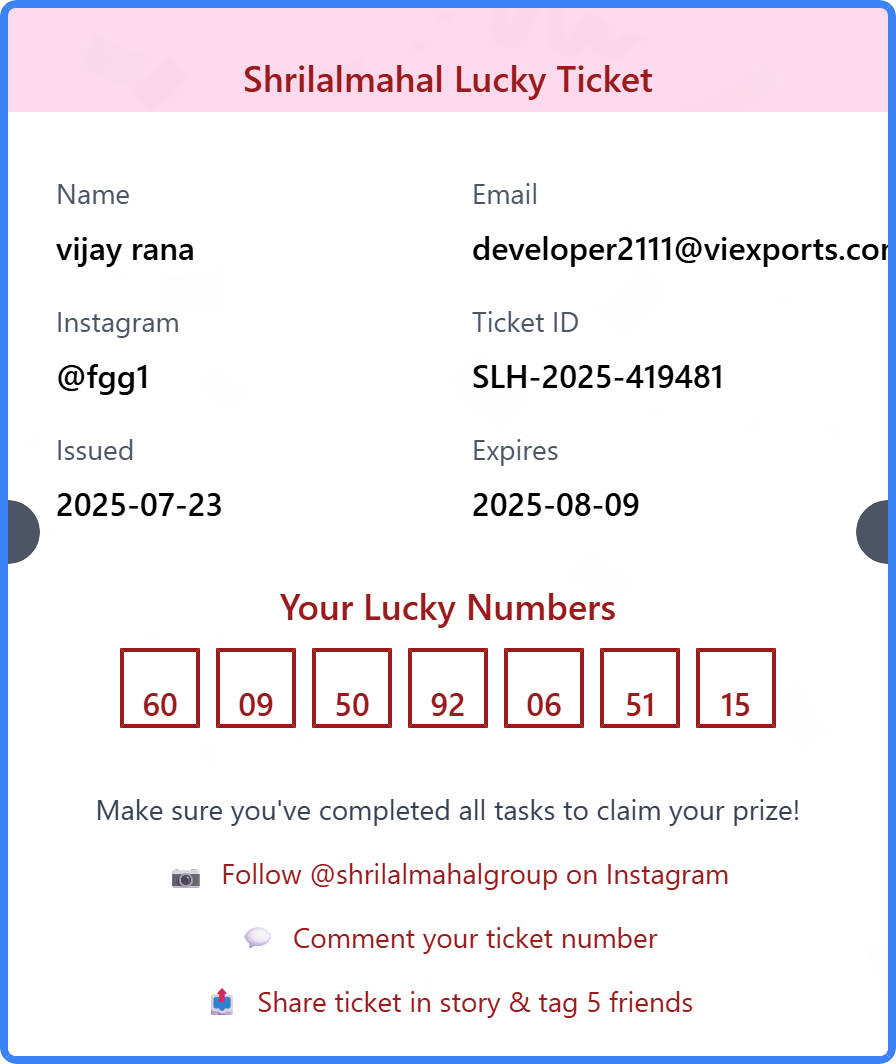 Shrilalmahal Lucky Ticket
Name
vijay rana
Email
developer2111@viexports.co
Instagram
@fgg1
Ticket ID
SLH-2025-419481
Issued
2025-07-23
Expires
2025-08-09
Your Lucky Numbers
60 09 50 92 06 51 15
Make sure you've completed all tasks to claim your prize!
Follow @shrilalmahalgroup on Instagram
Comment your ticket number
Share ticket in story & tag 5 friends